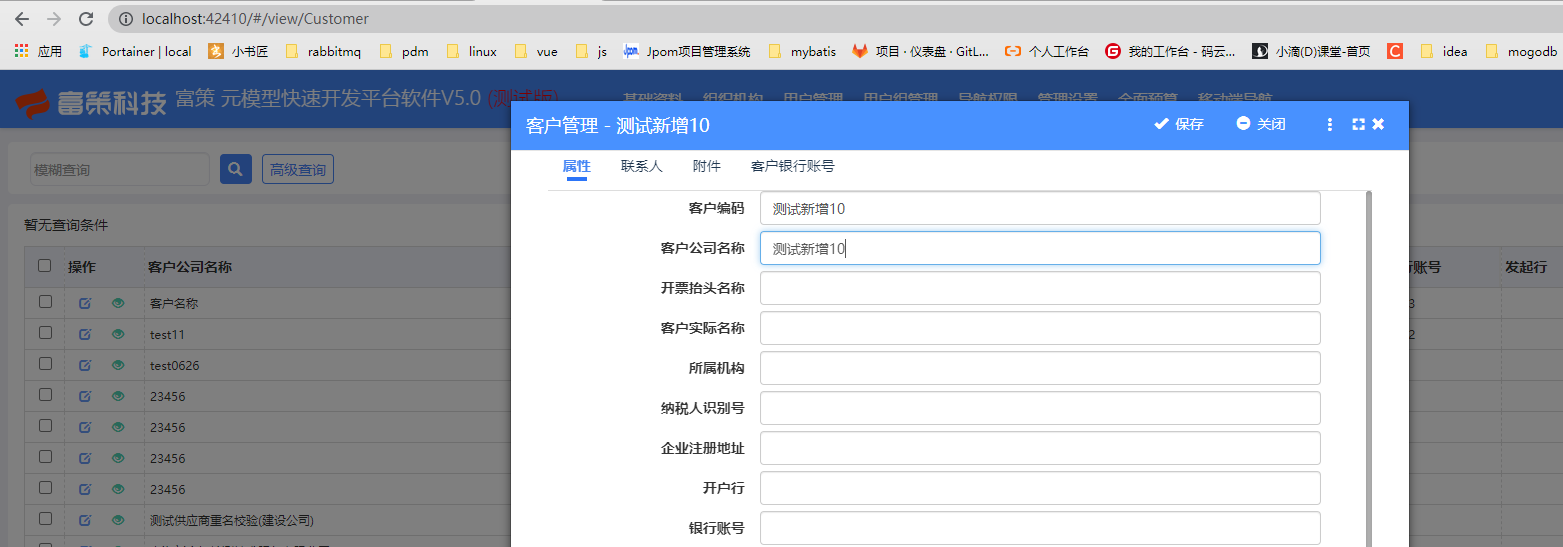 localhost:42410/#/view/Customer
应用 Portainer | local 小书匠 rabbitmq pdm linux vue js Jpom项目管理系统 mybatis 项目 · 仪表盘 · GitL... 个人工作台 我的工作台 - 码云... 小滴(D)课堂-首页 idea mogodb
富策科技 富策 元模型快速开发平台软件V5.0 (测试版) 基础资料 组织机构 用户管理 用户组管理 导航权限 管理设置 全面预算 移动端导航
客户管理 - 测试新增10 保存 关闭
模糊查询 高级查询
属性 联系人 附件 客户银行账号
暂无查询条件
操作 客户公司名称
行账号 发起行
客户名称
3
test11
2
test0626
23456
23456
23456
23456
测试供应商重名校验(建设公司)
客户编码 测试新增10
客户公司名称 测试新增10
开票抬头名称
客户实际名称
所属机构
纳税人识别号
企业注册地址
开户行
银行账号